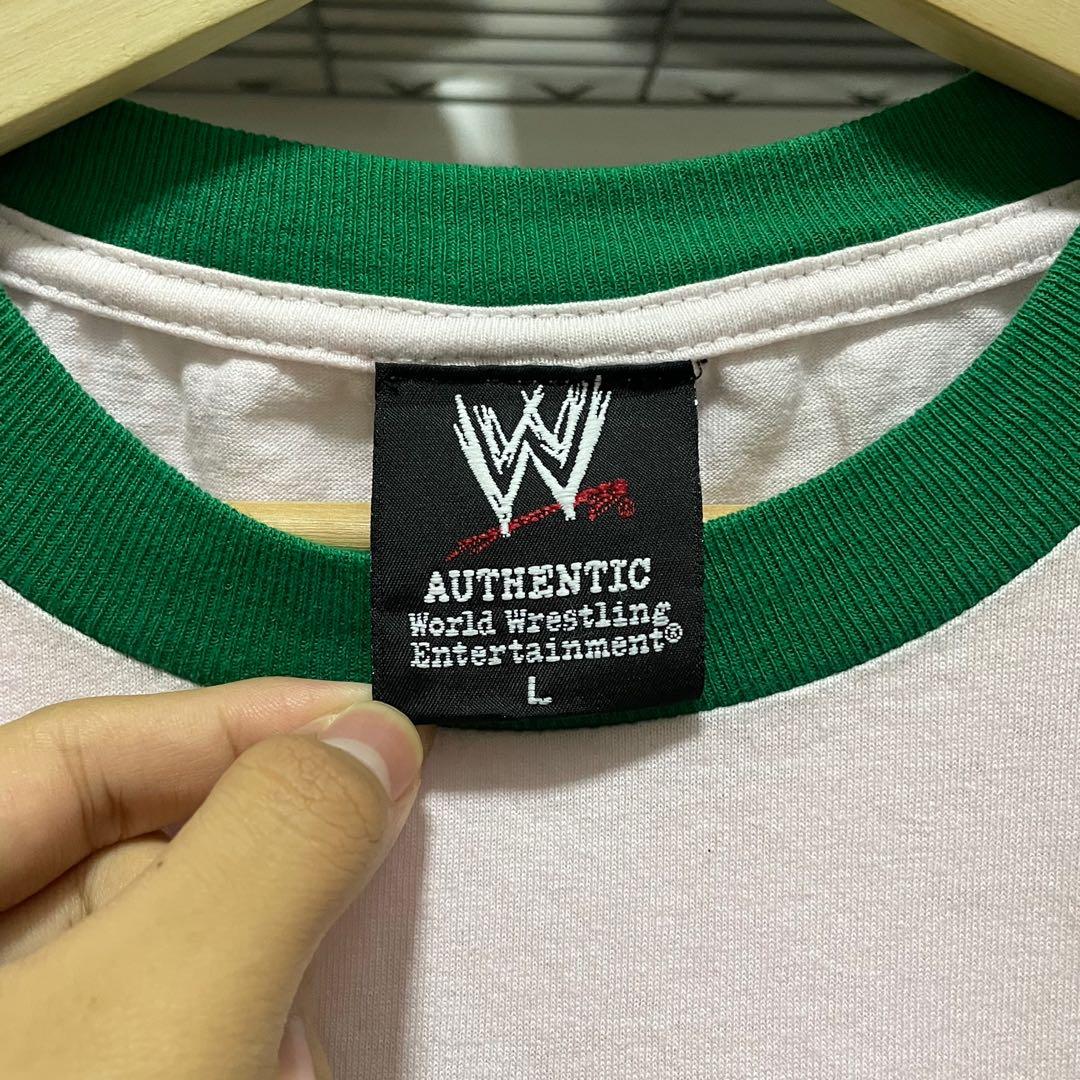 W
AUTHENTIC
World Wrestling
Entertainment®
L